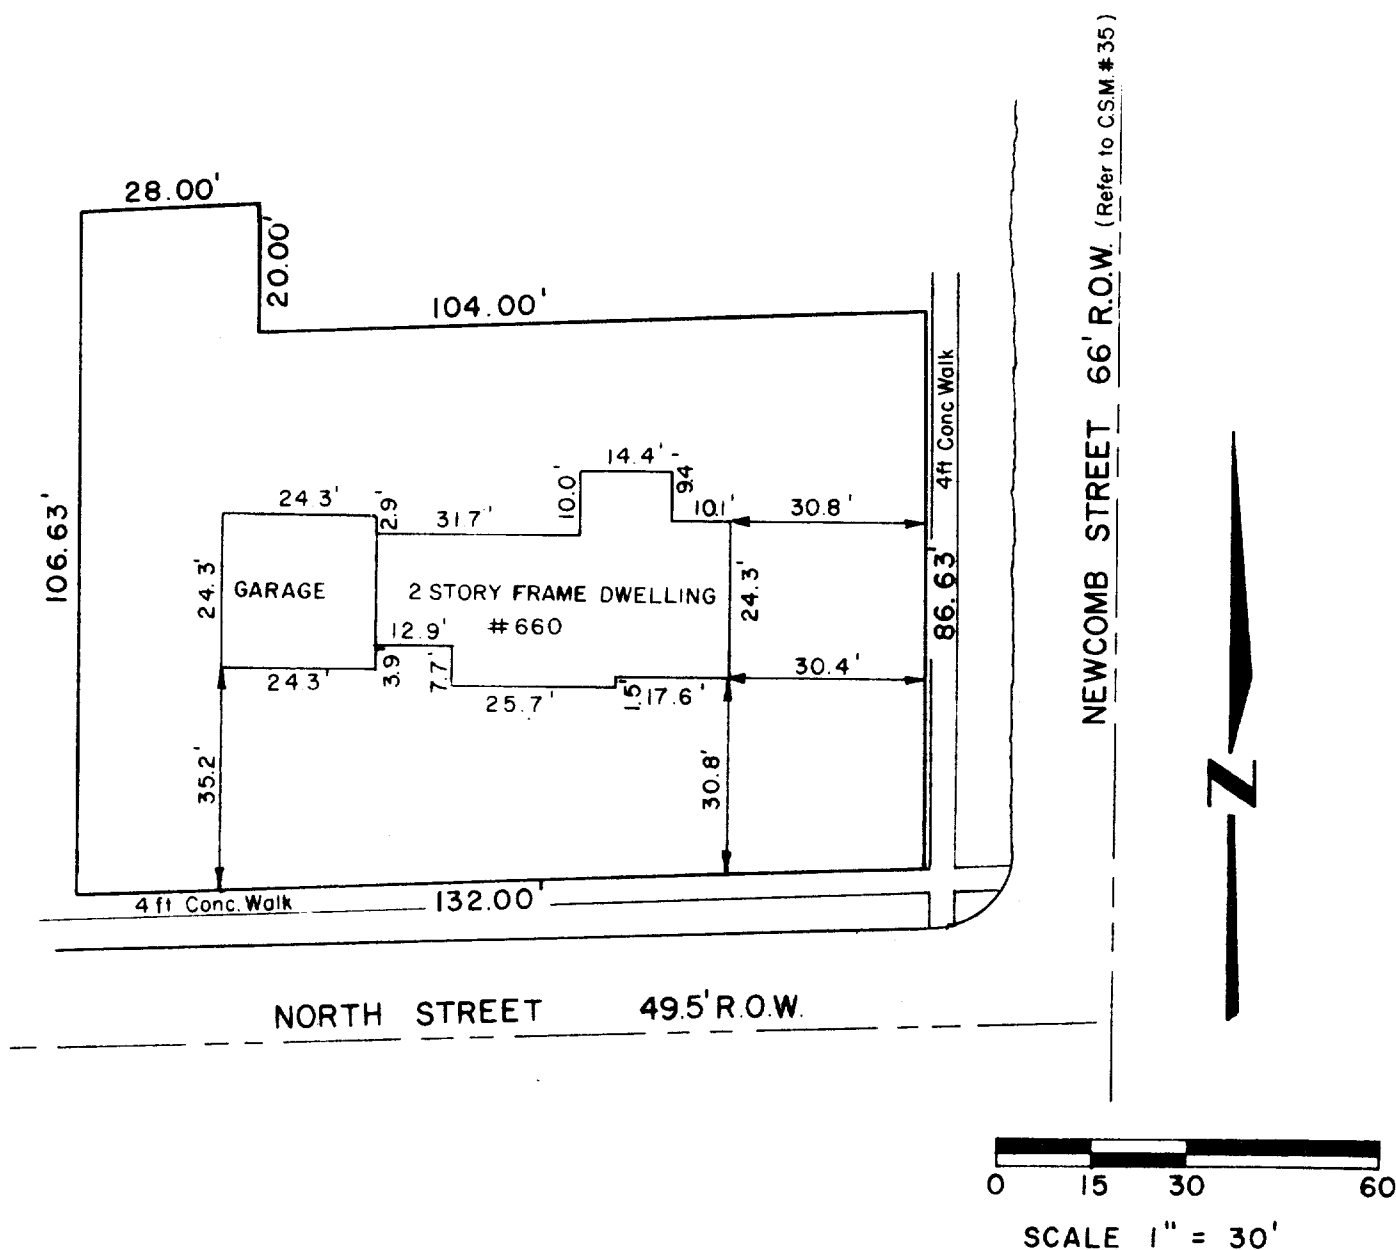 (Refer to C.S.M. #35)
NEWCOMB STREET 66' R.O.W.
28.00'
20.00'
104.00'
4ft Conc Walk
14.4'
9.4
10.0'
24.3'
2.9'
31.7'
10.1'
30.8'
106.63'
24.3'
GARAGE
2 STORY FRAME DWELLING
#660
24.3'
86.63'
12.9'
3.9
7.7'
24.3'
25.7'
1.5'
17.6'
30.4'
35.2'
30.8'
4 ft Conc. Walk
132.00'
Z
NORTH STREET 49.5' R.O.W.
0 15 30 60
SCALE 1" = 30'